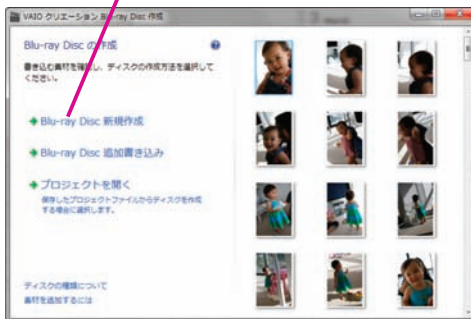 VAIO クリエーション Blu-ray Disc 作成
Blu-ray Disc の作成
書き込む素材を確認し、ディスクの作成方法を選択して
ください。
Blu-ray Disc 新規作成
Blu-ray Disc 追加書き込み
プロジェクトを開く
保存したプロジェクトファイルからディスクを作成
する場合に選択します。
ディスクの種類について
素材を追加するには